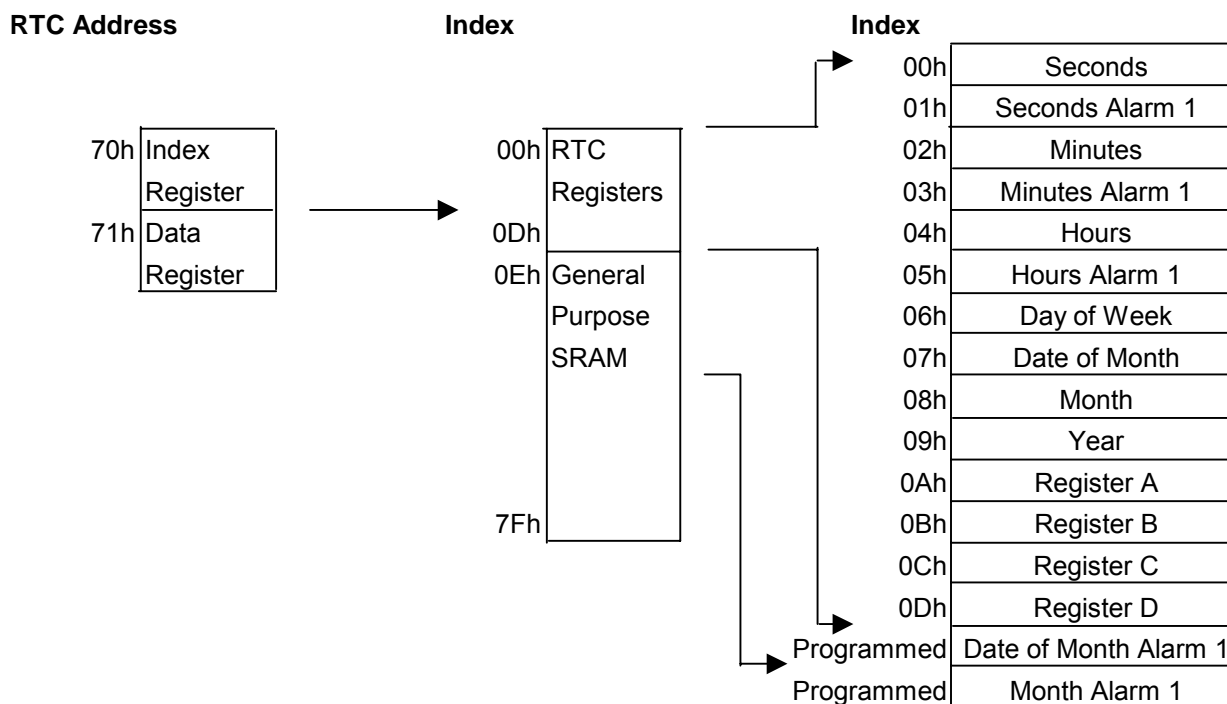 RTC Address Index Index
00h Seconds
01h Seconds Alarm 1
70h Index 00h RTC 02h Minutes
Register Registers 03h Minutes Alarm 1
71h Data 0Dh 04h Hours
Register 0Eh General 05h Hours Alarm 1
Purpose 06h Day of Week
SRAM 07h Date of Month
08h Month
09h Year
0Ah Register A
7Fh 0Bh Register B
0Ch Register C
0Dh Register D
Programmed Date of Month Alarm 1
Programmed Month Alarm 1